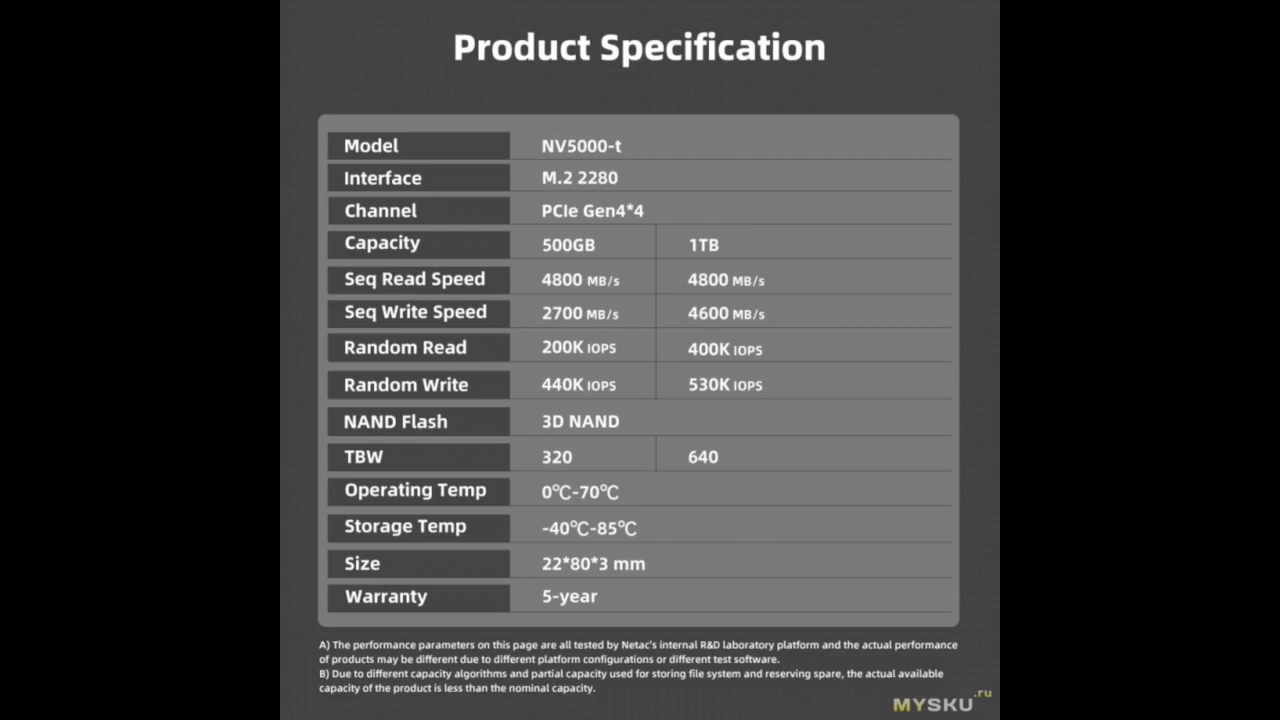 Product Specification
Model NV5000-t
Interface M.2 2280
Channel PCIe Gen4*4
Capacity 500GB 1TB
Seq Read Speed 4800 MB/s 4800 MB/s
Seq Write Speed 2700 MB/s 4600 MB/s
Random Read 200K IOPS 400K IOPS
Random Write 440K IOPS 530K IOPS
NAND Flash 3D NAND
TBW 320 640
Operating Temp 0℃-70℃
Storage Temp -40℃-85℃
Size 22*80*3 mm
Warranty 5-year
A) The performance parameters on this page are all tested by Netac's internal R&D laboratory platform and the actual performance
of products may be different due to different platform configurations or different test software.
B) Due to different capacity algorithms and partial capacity used for storing file system and reserving spare, the actual available
capacity of the product is less than the nominal capacity.
MYSKU.ru